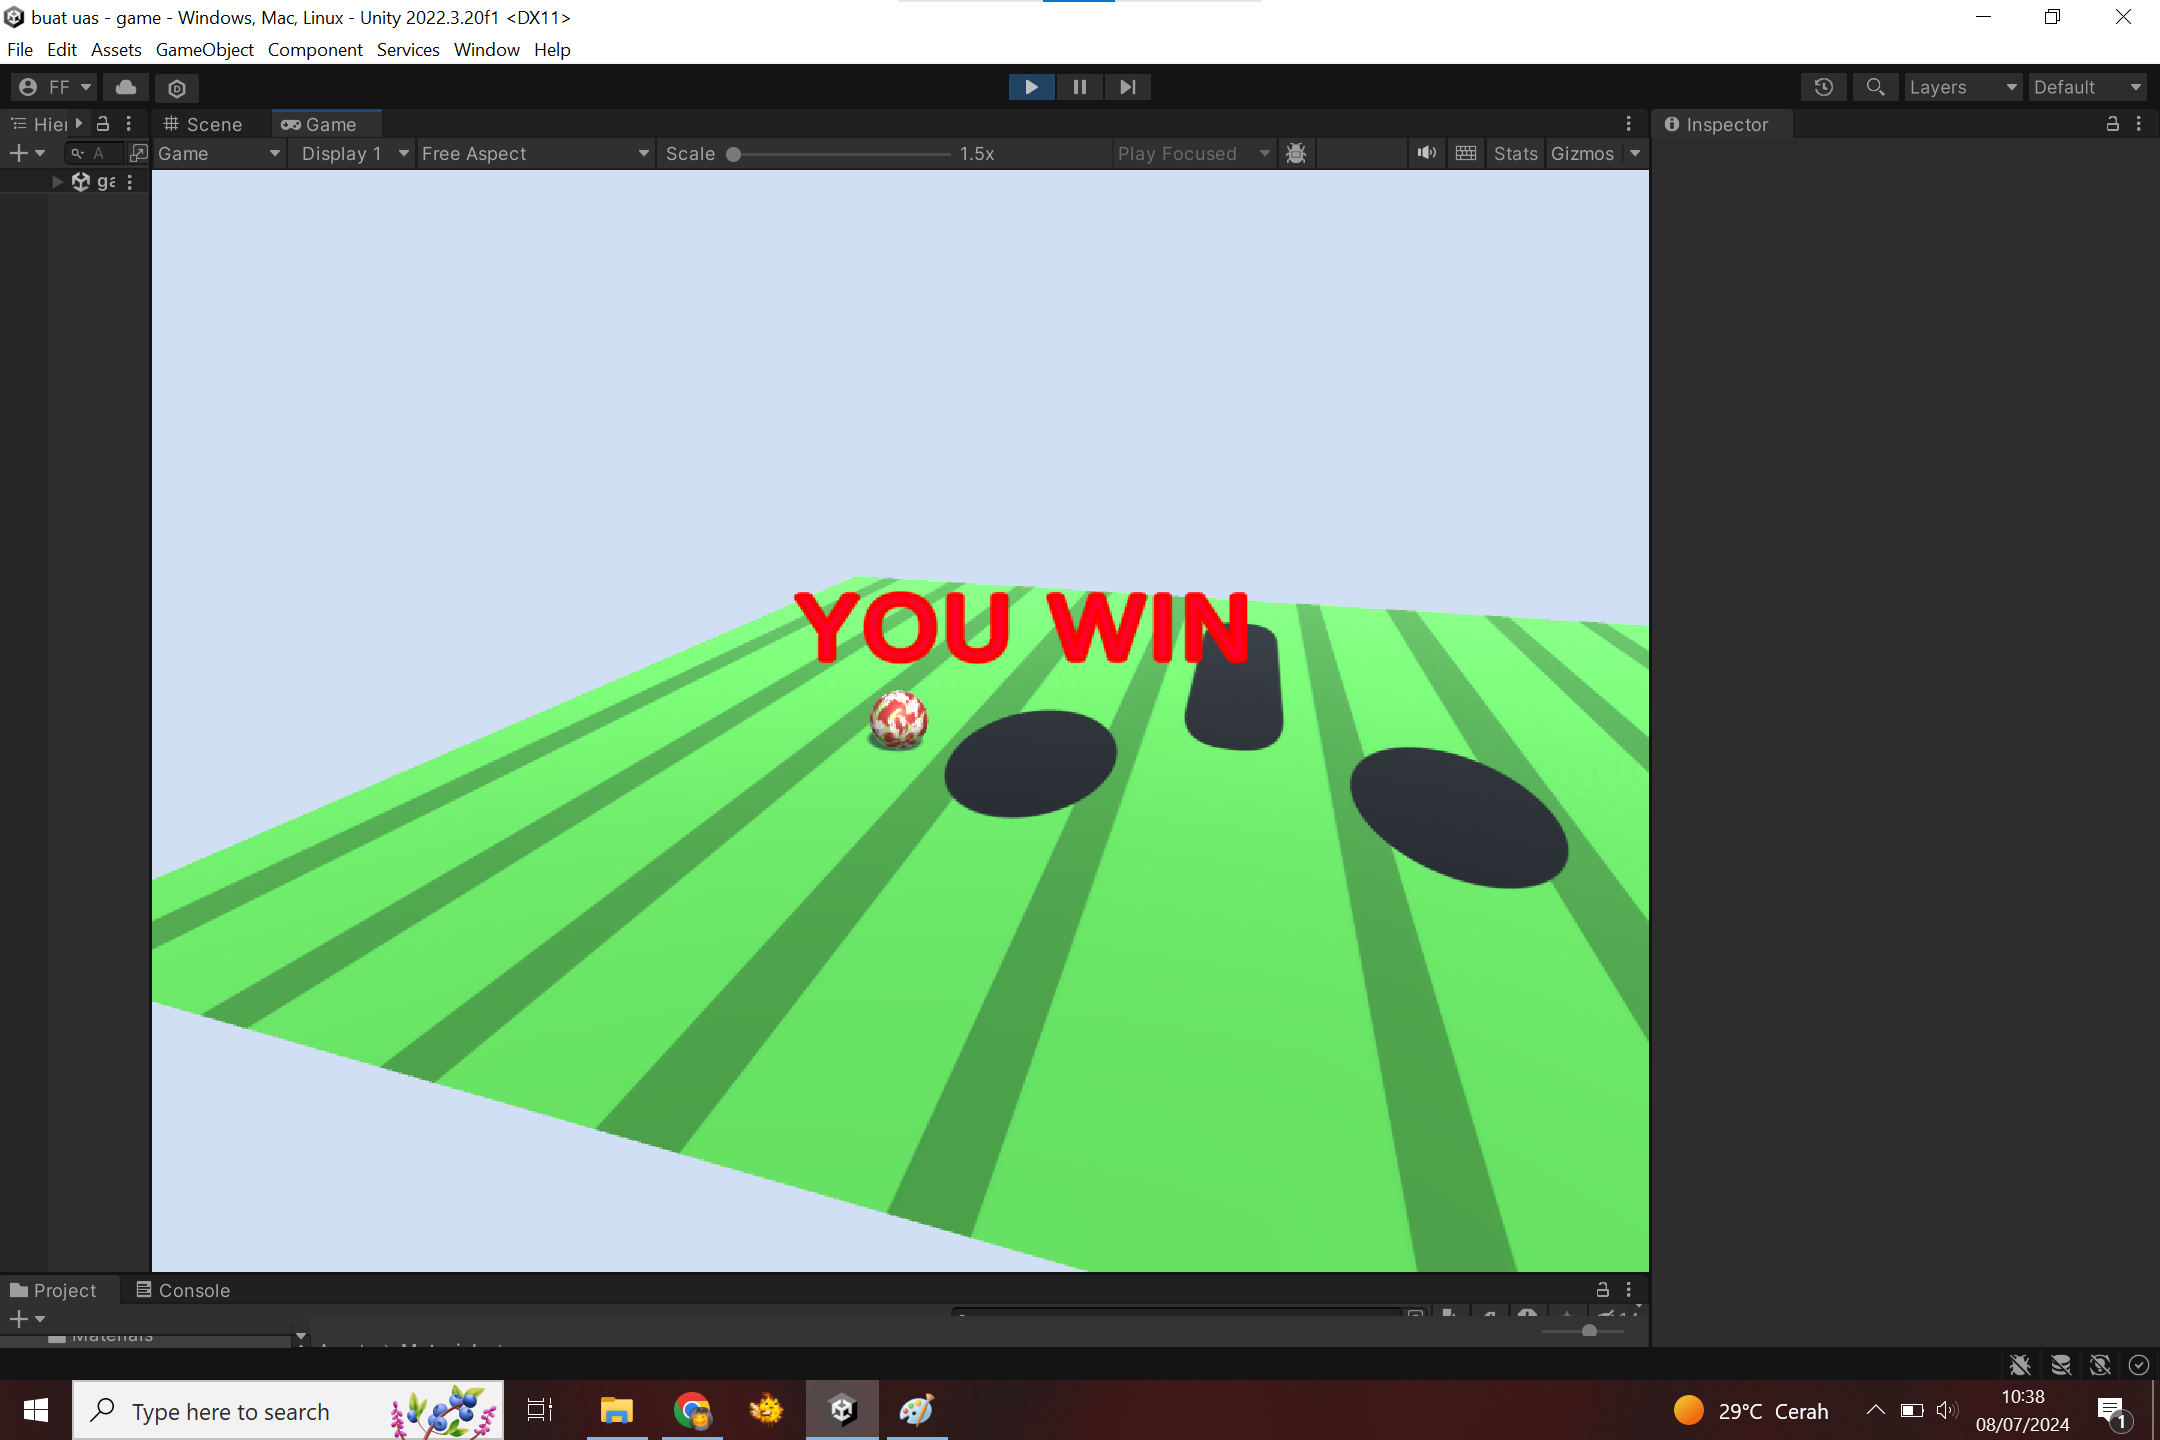 buat uas - game - Windows, Mac, Linux - Unity 2022.3.20f1 <DX11>
File Edit Assets GameObject Component Services Window Help
FF
Layers
Default
Scene
Game
Inspector
Game
Display 1
Free Aspect
Scale
1.5x
Play Focused
Stats
Gizmos
YOU WIN
Project
Console
Materials
Type here to search
29°C Cerah
10:38
08/07/2024
1